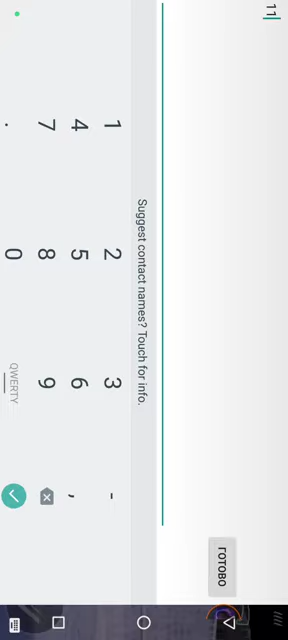 11
ГОТОВО
Suggest contact names? Touch for info.
1 2 3 -
4 5 6 ,
7 8 9
. 0 QWERTY